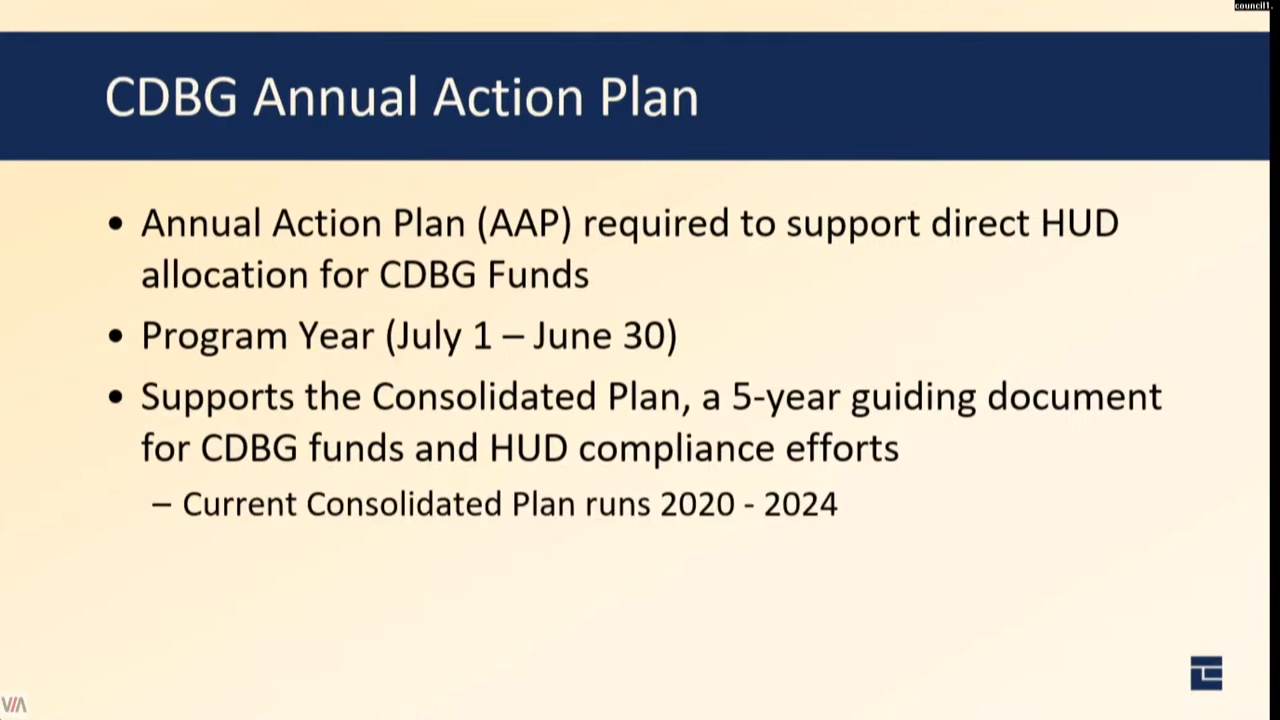 council1.
CDBG Annual Action Plan
• Annual Action Plan (AAP) required to support direct HUD
allocation for CDBG Funds
• Program Year (July 1 – June 30)
• Supports the Consolidated Plan, a 5-year guiding document
for CDBG funds and HUD compliance efforts
– Current Consolidated Plan runs 2020 - 2024
VIA